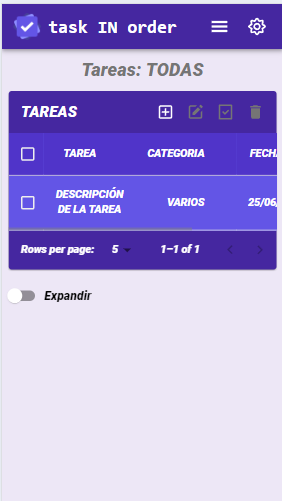 task IN order
Tareas: TODAS
TAREAS
TAREA CATEGORIA FECHA
DESCRIPCIÓN
DE LA TAREA VARIOS 25/06/
Rows per page: 5 1–1 of 1
Expandir